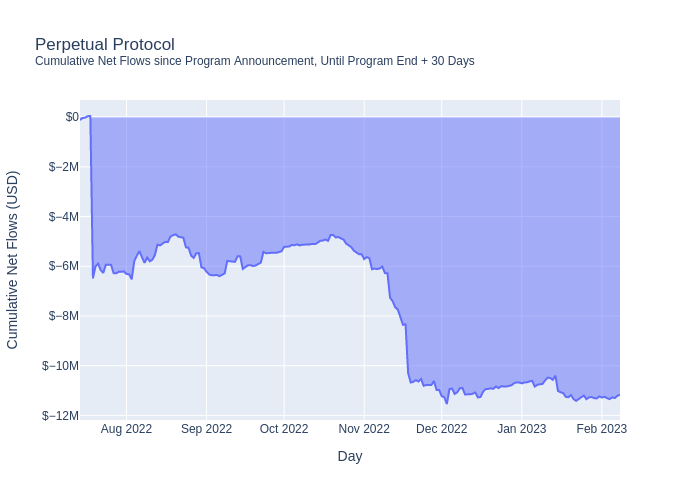 Perpetual Protocol
Cumulative Net Flows since Program Announcement, Until Program End + 30 Days
Cumulative Net Flows (USD)
$0
$−2M
$−4M
$−6M
$−8M
$−10M
$−12M
Aug 2022
Sep 2022
Oct 2022
Nov 2022
Dec 2022
Jan 2023
Feb 2023
Day